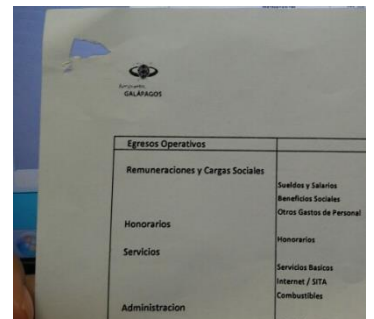 GALÁPAGOS
Egresos Operativos
Remuneraciones y Cargas Sociales
Sueldos y Salarios
Beneficios Sociales
Otros Gastos de Personal
Honorarios
Honorarios
Servicios
Servicios Basicos
Internet / SITA
Combustibles
Administracion